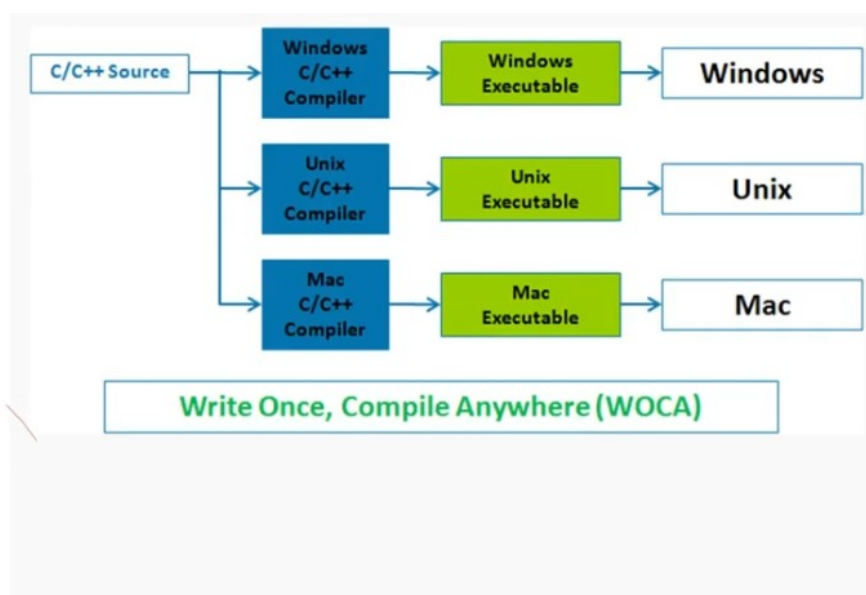 C/C++ Source
Windows
C/C++
Compiler
Windows
Executable
Windows
Unix
C/C++
Compiler
Unix
Executable
Unix
Mac
C/C++
Compiler
Mac
Executable
Mac
Write Once, Compile Anywhere (WOCA)